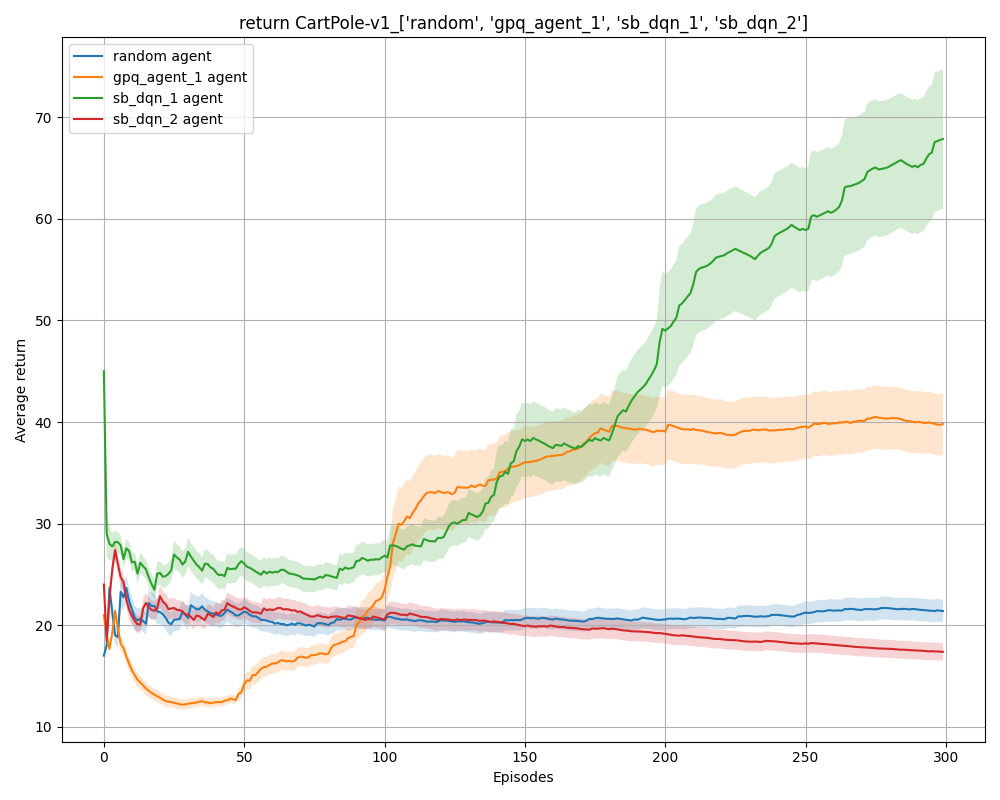 return CartPole-v1_['random', 'gpq_agent_1', 'sb_dqn_1', 'sb_dqn_2']
random agent
gpq_agent_1 agent
sb_dqn_1 agent
sb_dqn_2 agent
Average return
70
60
50
40
30
20
10
0 50 100 150 200 250 300
Episodes